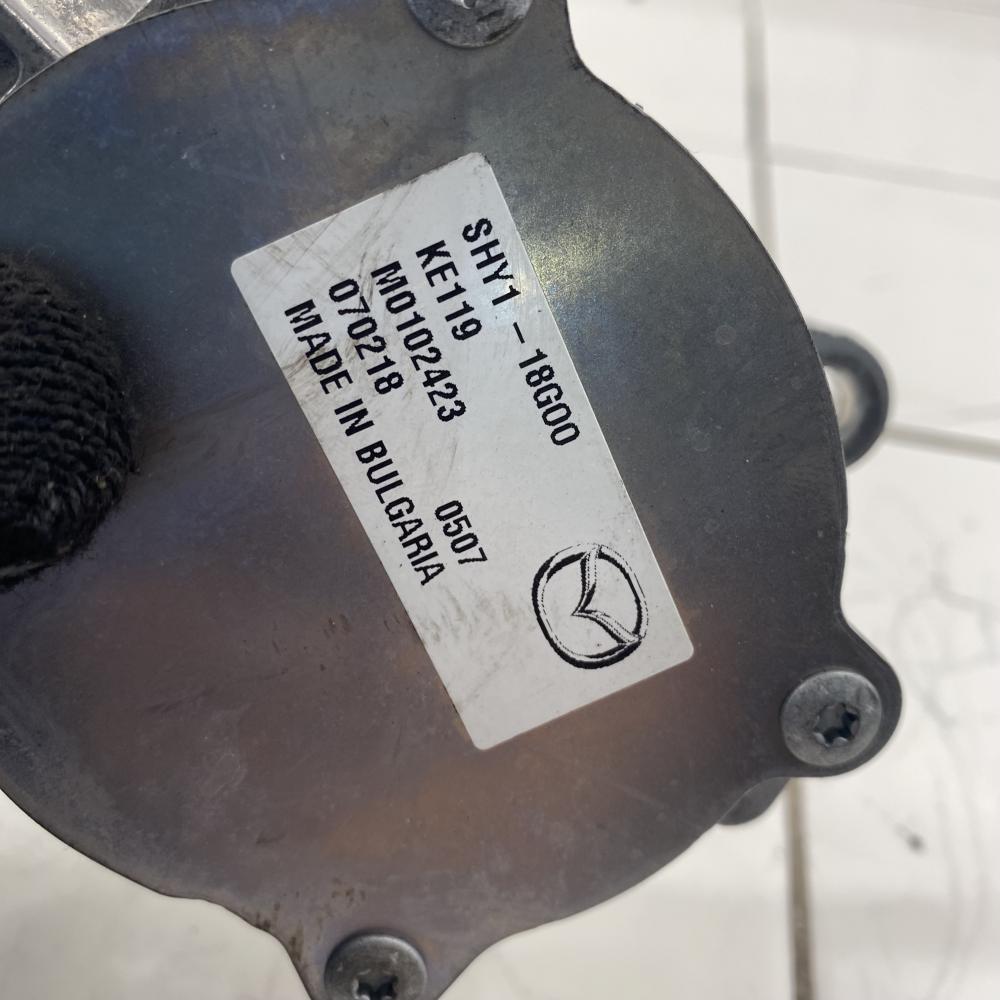 SHY1 -18G00
KE119
M0102423
070218 0507
MADE IN BULGARIA